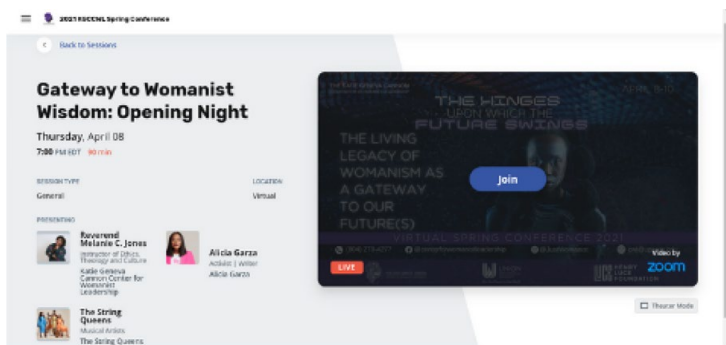 2021 KGCCWL Spring Conference
Back to Sessions
Gateway to Womanist
Wisdom: Opening Night
Thursday, April 08
7:00 PM EDT 90 min
SESSION TYPE
LOCATION
General
Virtual
PRESENTING
Reverend
Melanie C. Jones
Instructor of Ethics,
Theology and Culture
Katie Geneva
Cannon Center for
Womanist
Leadership
Alicia Garza
Activist | Writer
Alicia Garza
The String
Queens
Musical Artists
The String Queens
THE HINGES
UPON WHICH THE
FUTURE SWINGS
THE LIVING
LEGACY OF
WOMANISM AS
A GATEWAY
TO OUR
FUTURE(S)
Join
VIRTUAL SPRING CONFERENCE 2021
LIVE
Video by
zoom
HENRY
LUCE
FOUNDATION
Theater Mode